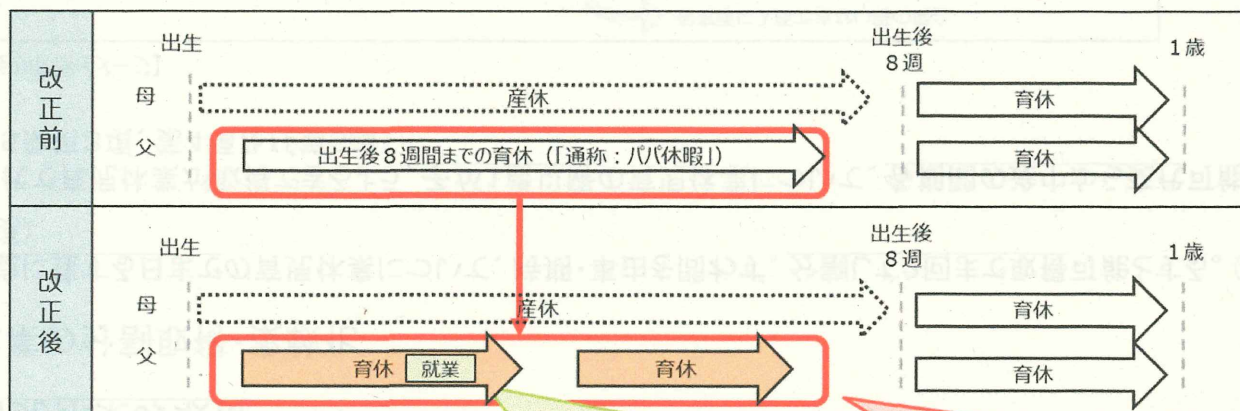 改正前
出生
出生後
8週
1歳
母
産休
育休
父
出生後8週間までの育休(「通称:パパ休暇」)
育休
改正後
出生
出生後
8週
1歳
母
産休
育休
父
育休
就業
育休
育休